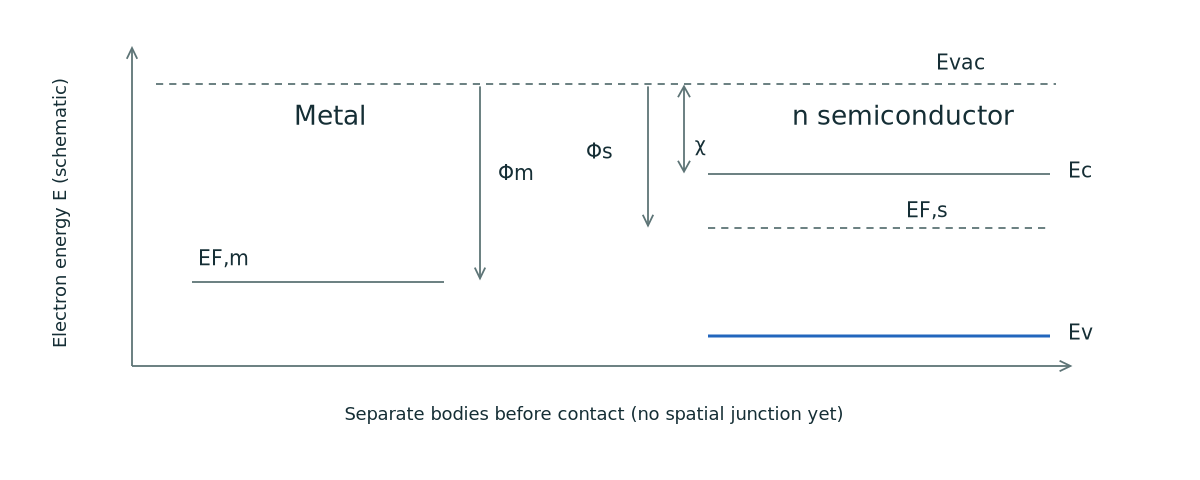 Evac
Metal
n semiconductor
Φm
Φs
χ
Ec
EF,s
EF,m
Ev
Electron energy E (schematic)
Separate bodies before contact (no spatial junction yet)